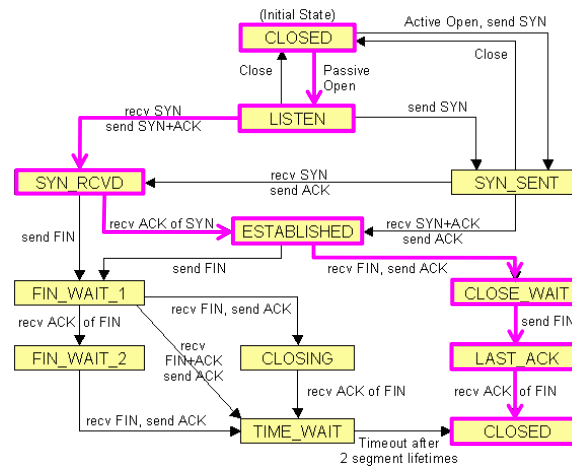 (Initial State)
CLOSED
Active Open, send SYN
Close
Close
Passive
Open
recv SYN
send SYN+ACK
LISTEN
send SYN
SYN_RCVD
recv SYN
send ACK
SYN_SENT
recv ACK of SYN
ESTABLISHED
recv SYN+ACK
send ACK
send FIN
send FIN
recv FIN, send ACK
FIN_WAIT_1
CLOSE_WAIT
recv ACK of FIN
recv FIN, send ACK
send FIN
recv
FIN+ACK
send ACK
FIN_WAIT_2
CLOSING
LAST_ACK
recv ACK of FIN
recv ACK of FIN
recv FIN, send ACK
TIME_WAIT
CLOSED
Timeout after
2 segment lifetimes